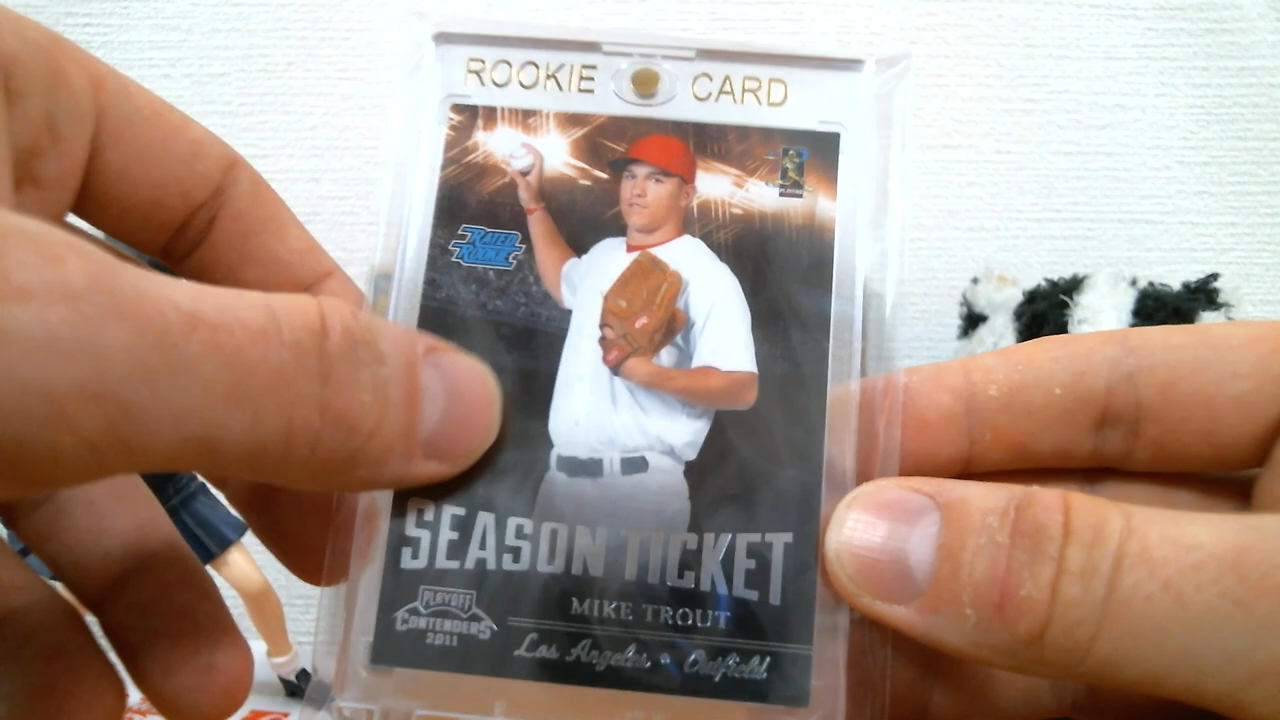 ROOKIE CARD
RATED
ROOKIE
SEASON TICKET
MIKE TROUT
PLAYOFF
CONTENDERS
2011
Los Angeles • Outfield